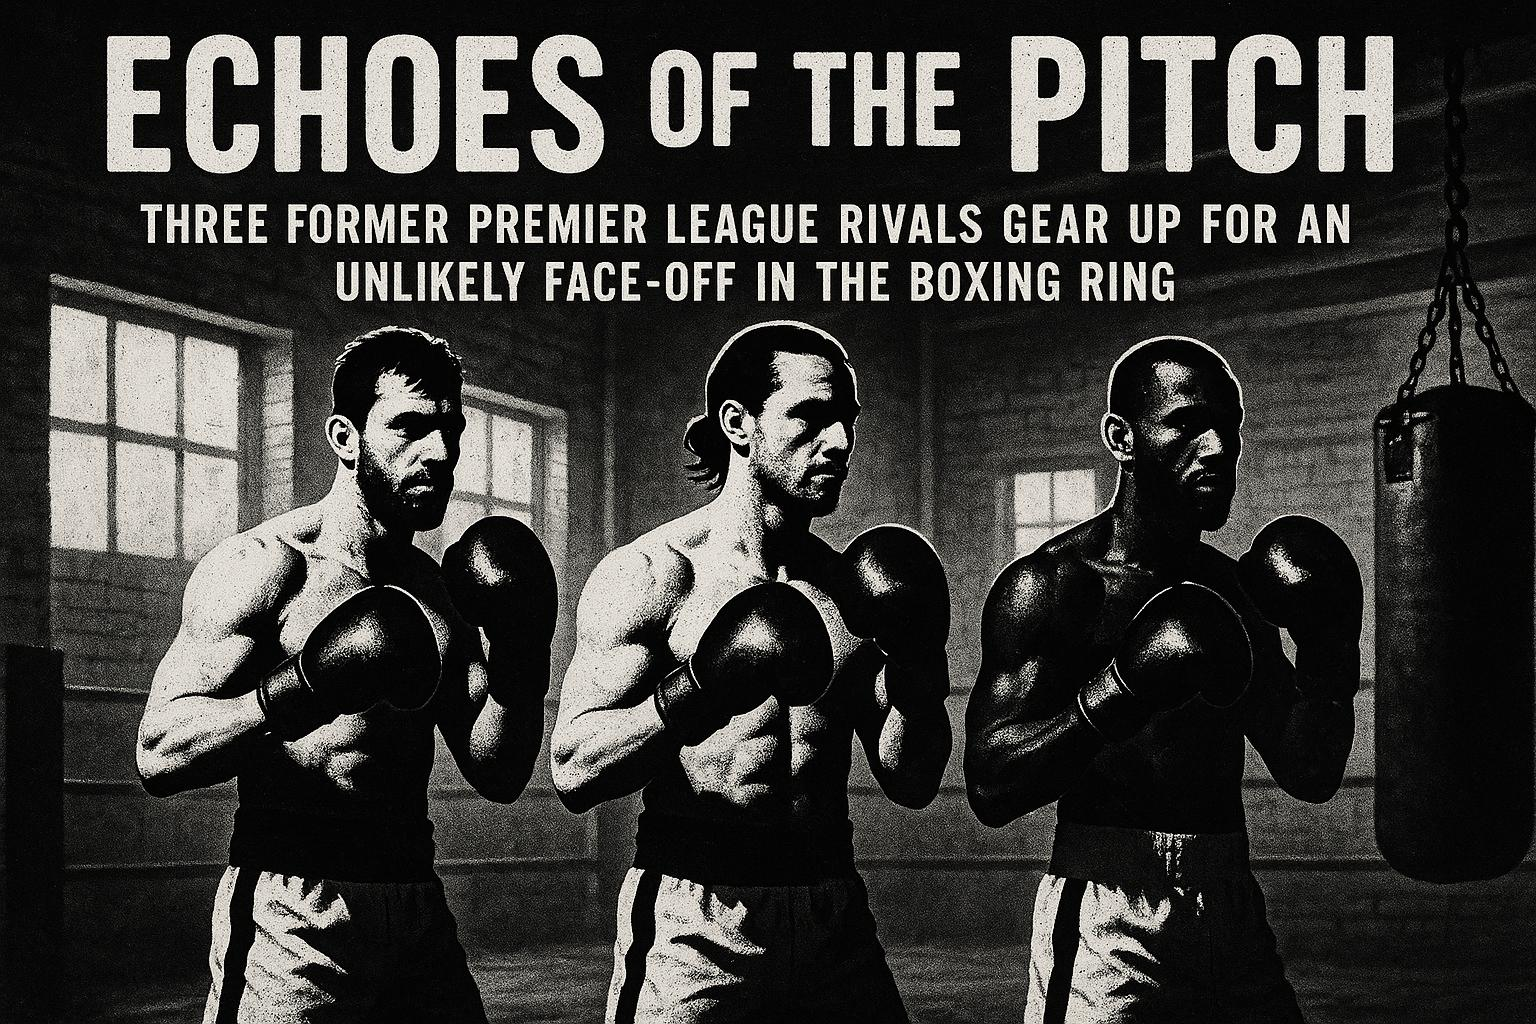 ECHOES OF THE PITCH
THREE FORMER PREMIER LEAGUE RIVALS GEAR UP FOR AN
UNLIKELY FACE-OFF IN THE BOXING RING